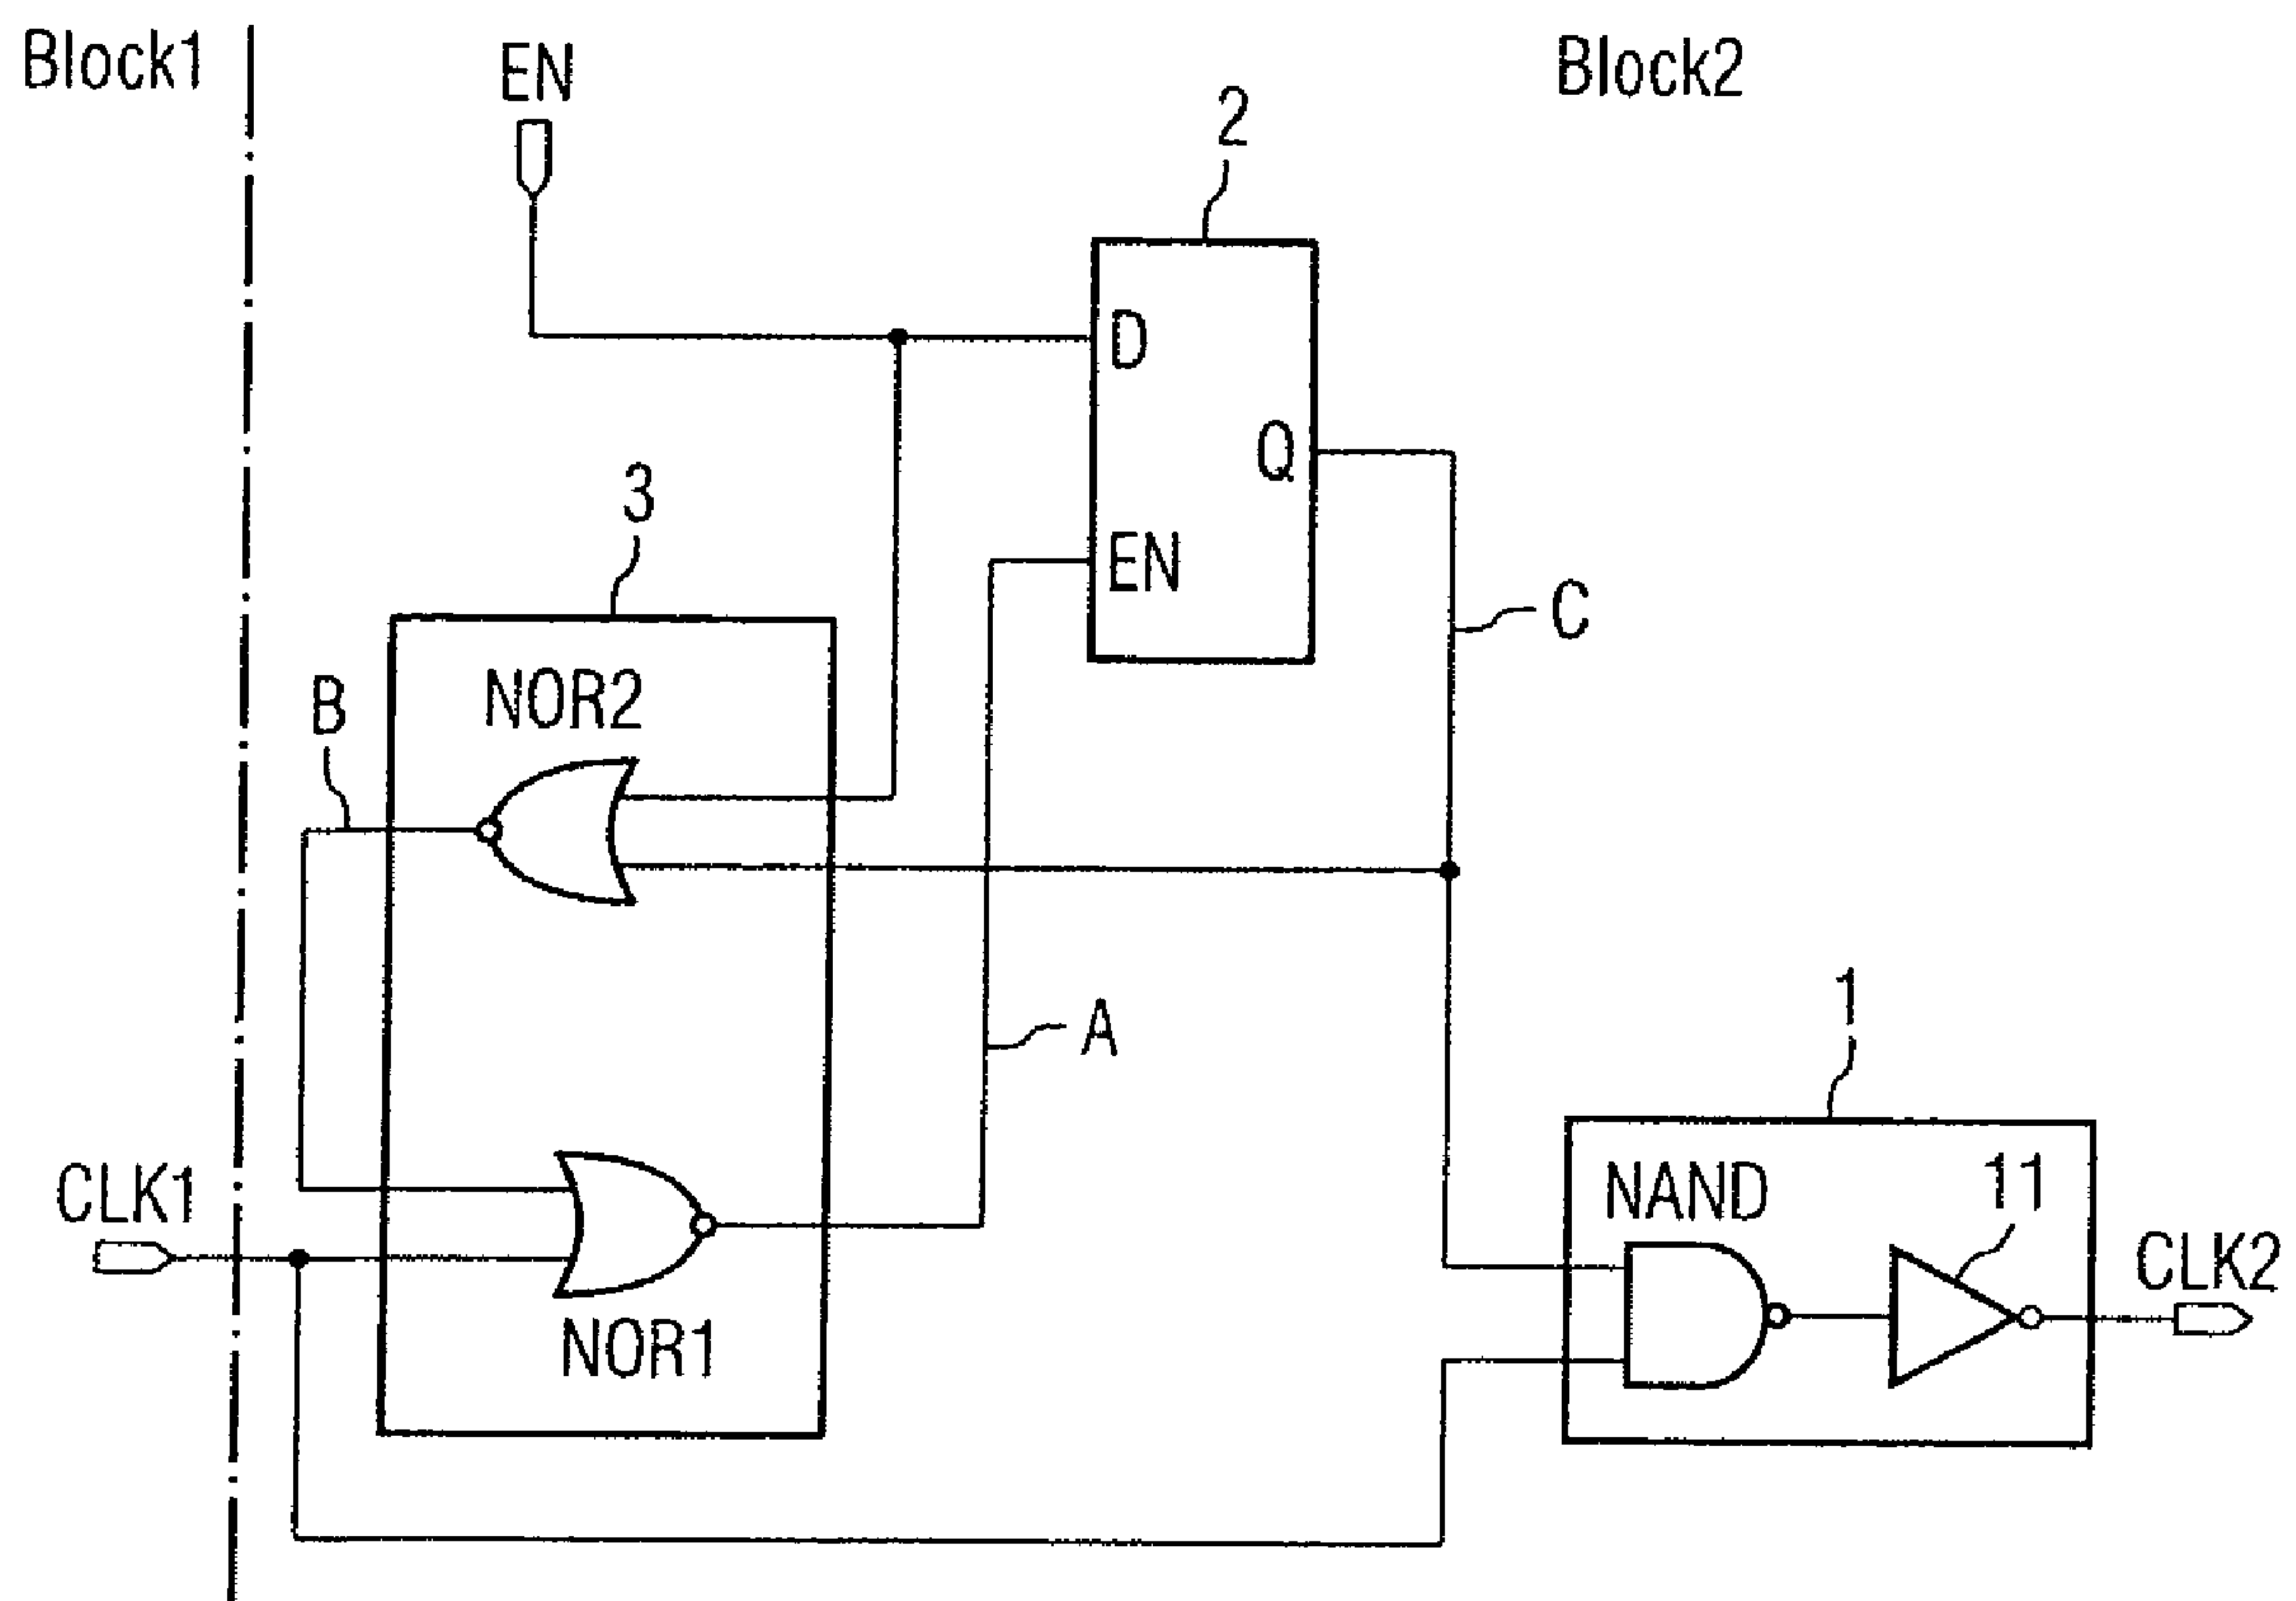 Block1
EN
Block2
2
D
Q
EN
3
C
NOR2
B
A
1
NAND
11
CLK1
CLK2
NOR1